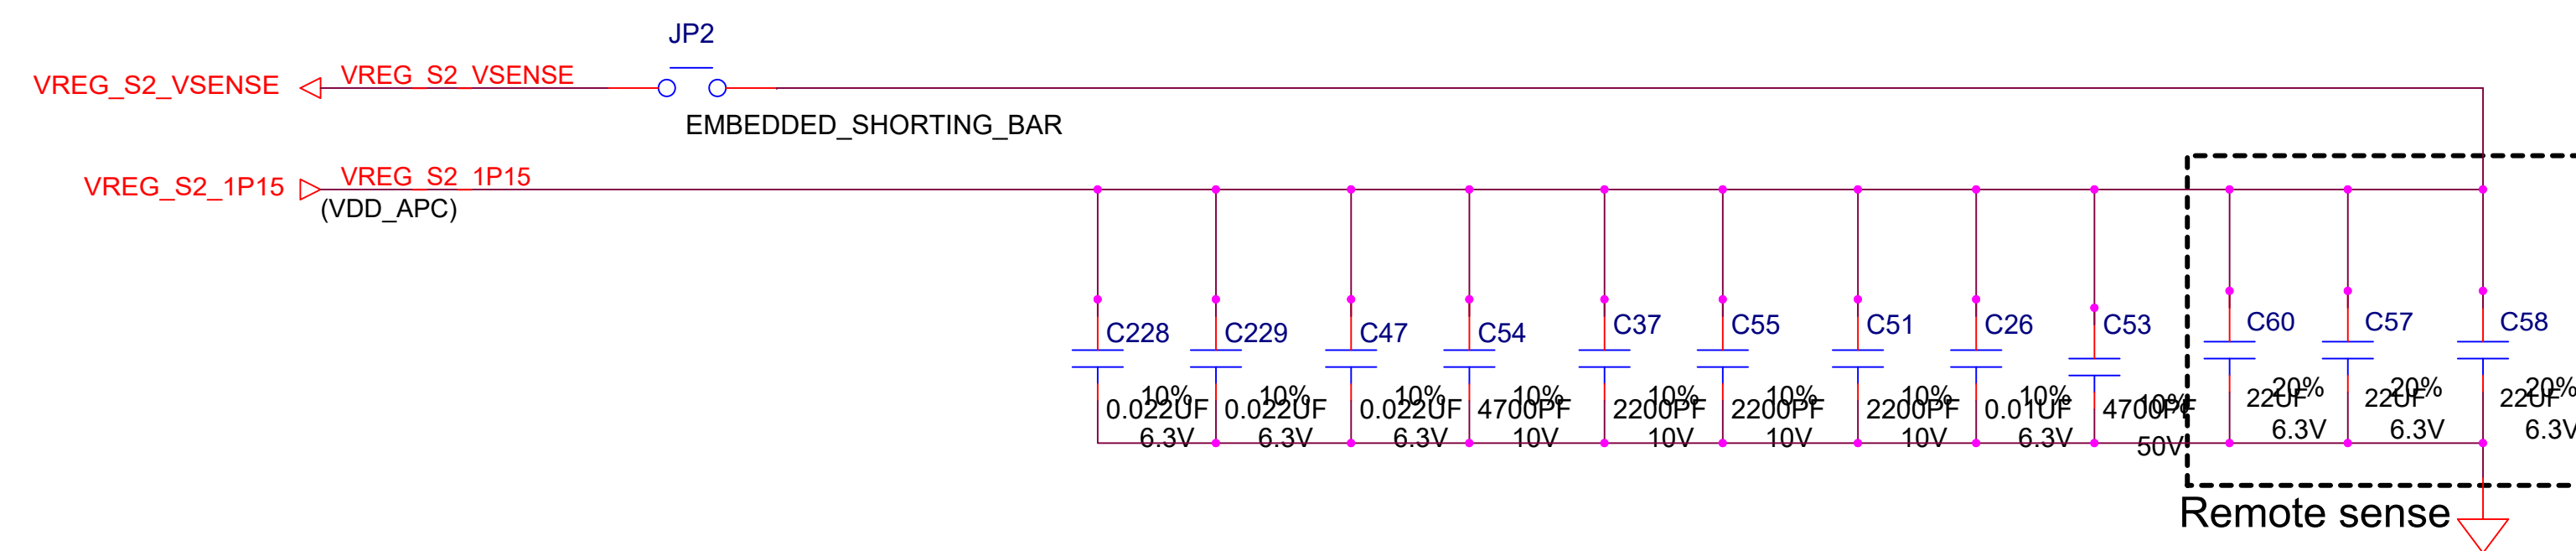 JP2
VREG_S2_VSENSE
VREG_S2_VSENSE
EMBEDDED_SHORTING_BAR
VREG_S2_1P15
VREG_S2_1P15
(VDD_APC)
C228
10%
0.022UF
6.3V
C229
10%
0.022UF
6.3V
C47
10%
0.022UF
6.3V
C54
10%
4700PF
10V
C37
10%
2200PF
10V
C55
10%
2200PF
10V
C51
10%
2200PF
10V
C26
10%
0.01UF
6.3V
C53
10%
4700PF
50V
C60
20%
22UF
6.3V
C57
20%
22UF
6.3V
C58
20%
22UF
6.3V
Remote sense